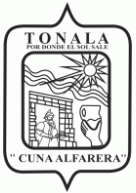 TONALA
POR DONDE EL SOL SALE
"CUNA ALFARERA"